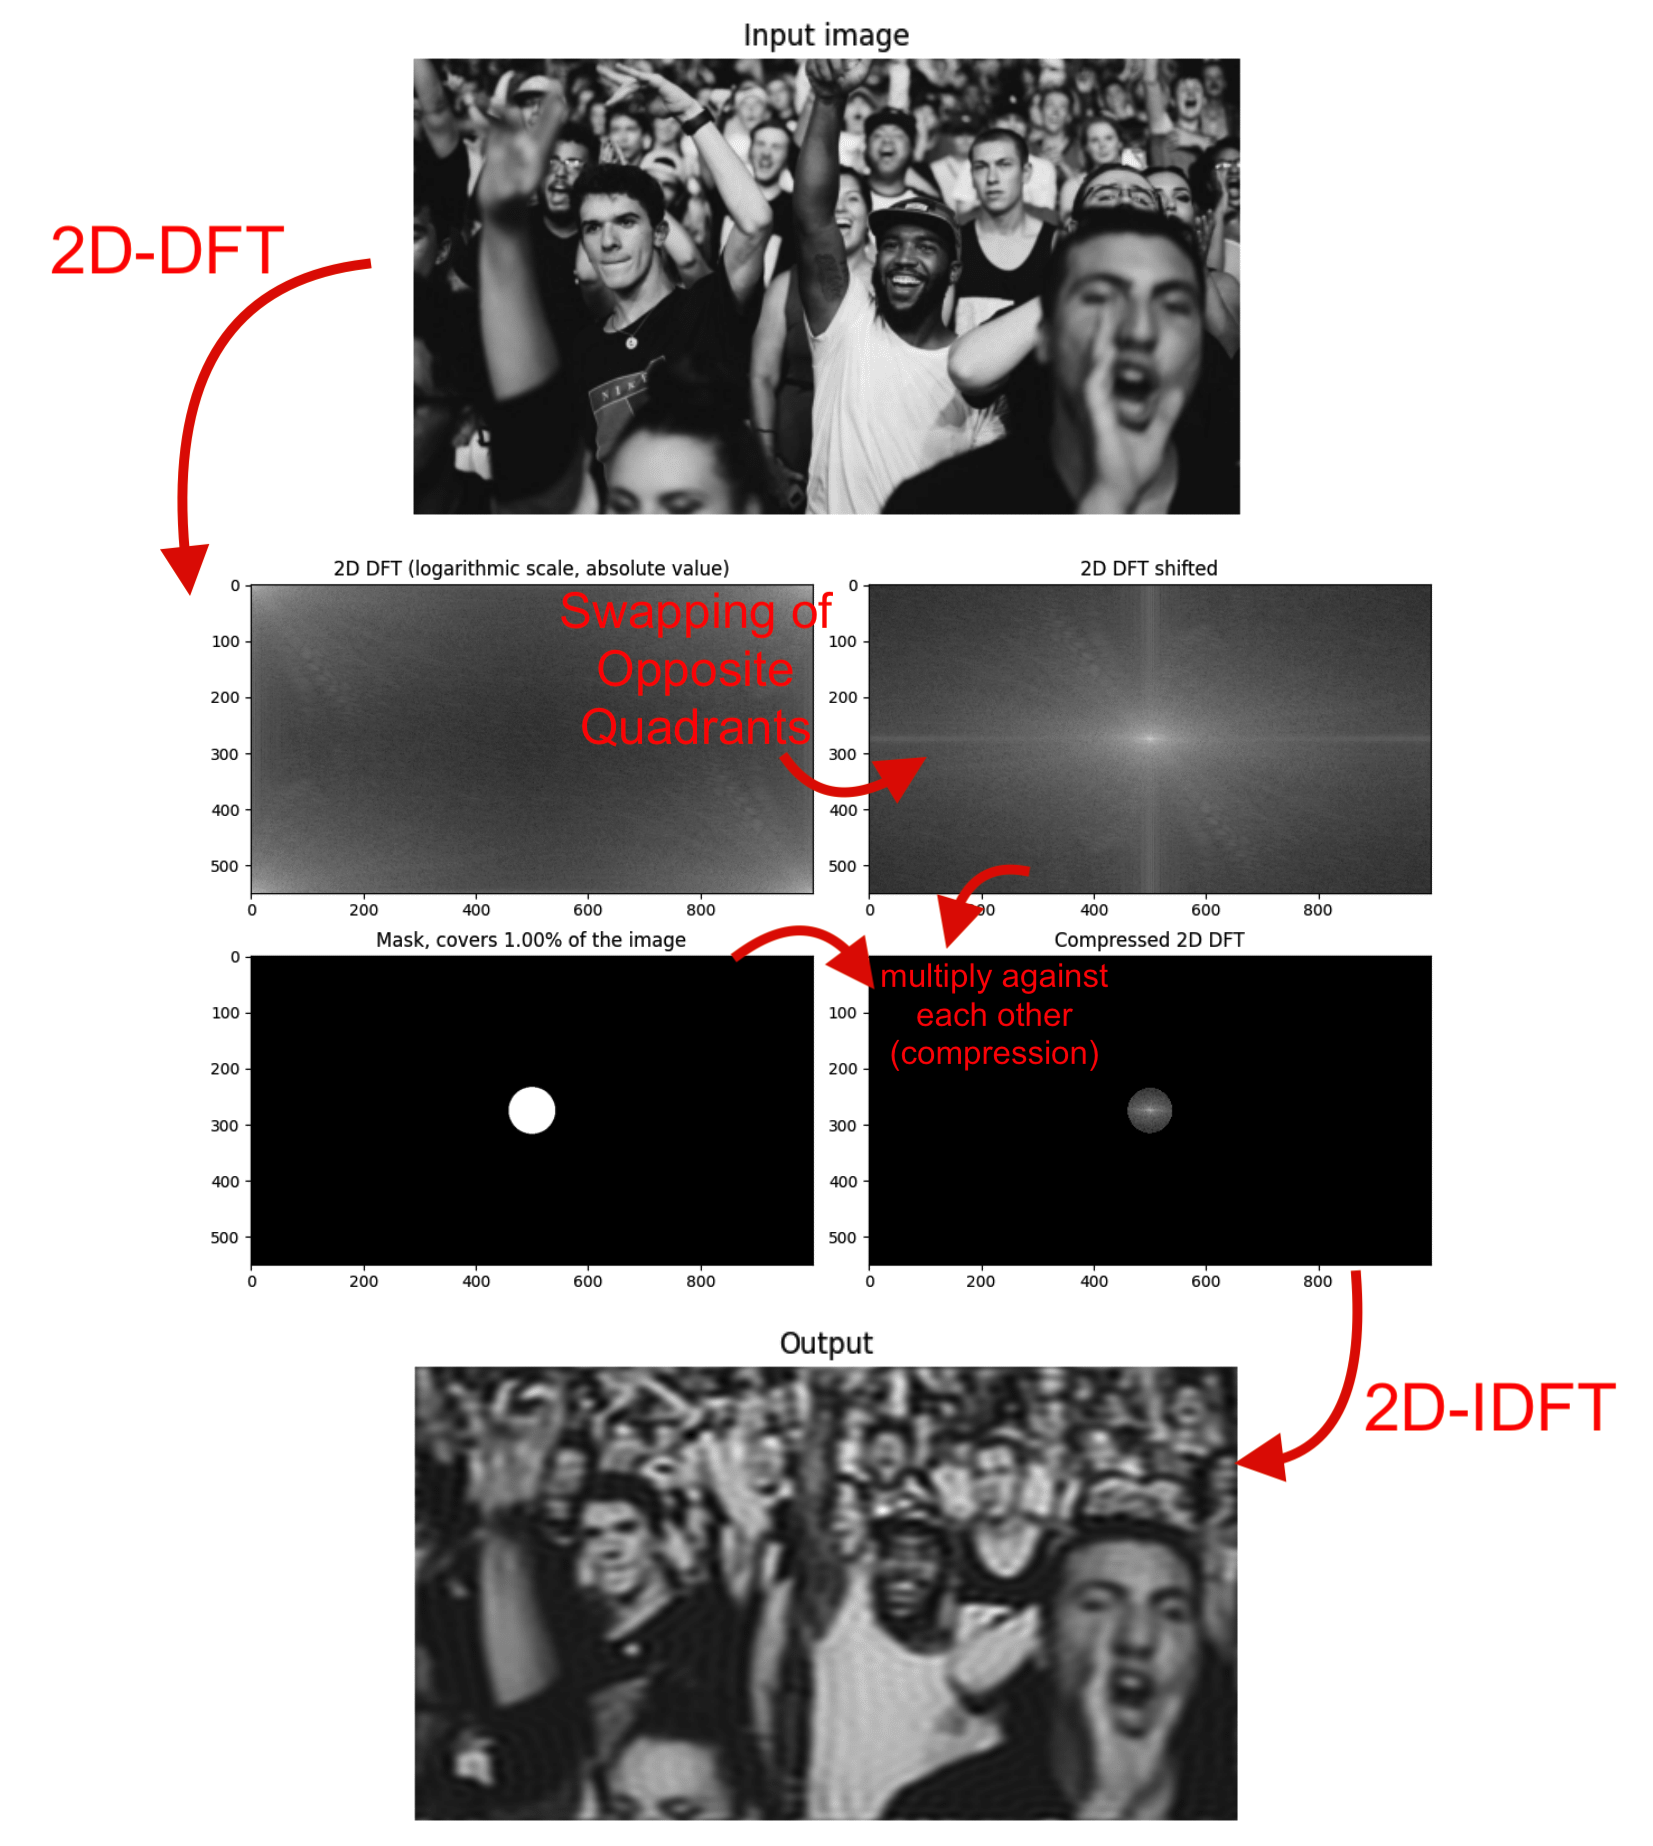 Input image
NIKE
2D-DFT
2D DFT (logarithmic scale, absolute value)
2D DFT shifted
0
100
200
300
400
500
0
200
400
600
800
Swapping of
Opposite
Quadrants
0
100
200
300
400
500
0
200
400
600
800
Mask, covers 1.00% of the image
Compressed 2D DFT
0
100
200
300
400
500
0
200
400
600
800
multiply against
each other
(compression)
0
100
200
300
400
500
0
200
400
600
800
Output
2D-IDFT